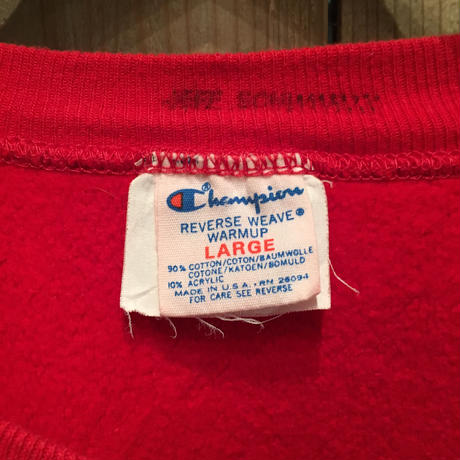 Champion®
REVERSE WEAVE®
WARMUP
LARGE
90% COTTON/COTON/BAUMWOLLE
COTONE/KATOEN/BOMULD
10% ACRYLIC
MADE IN U.S.A., RN 26094
FOR CARE SEE REVERSE